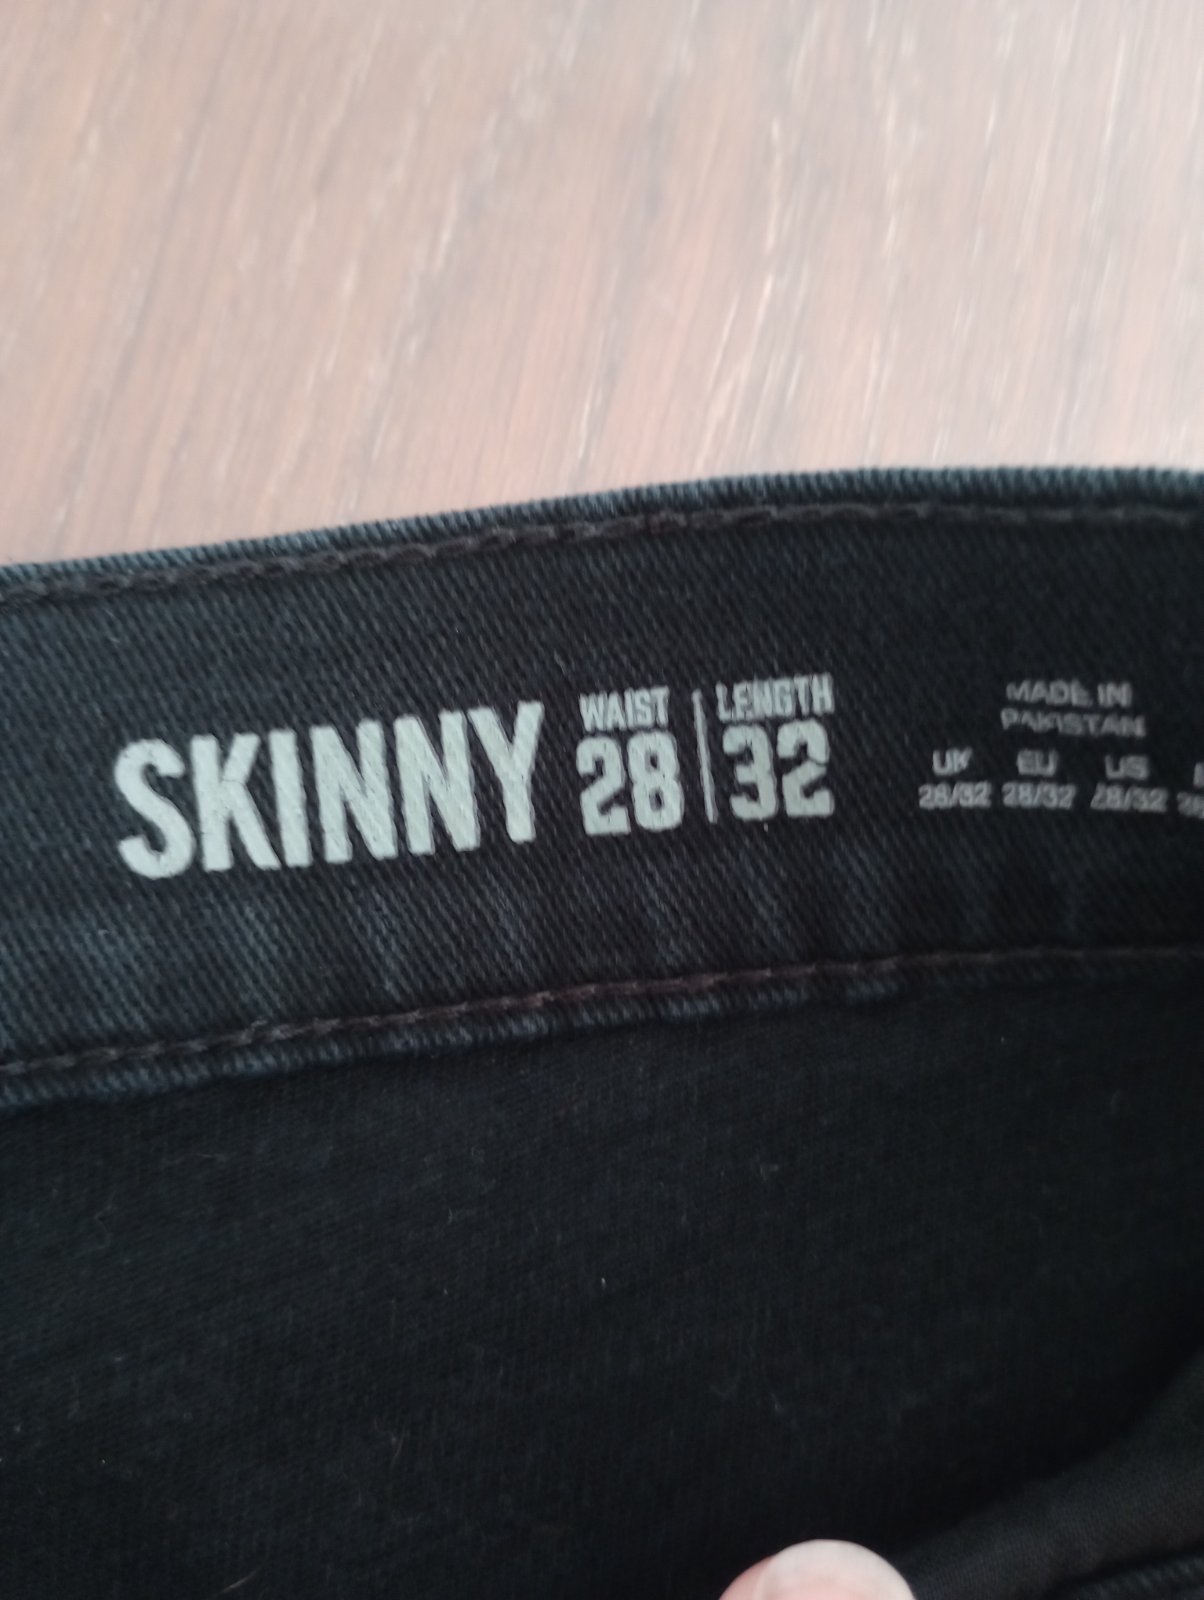 SKINNY
WAIST LENGTH
28 32
MADE IN
PAKISTAN
UK EU US
28/32 28/32 28/32